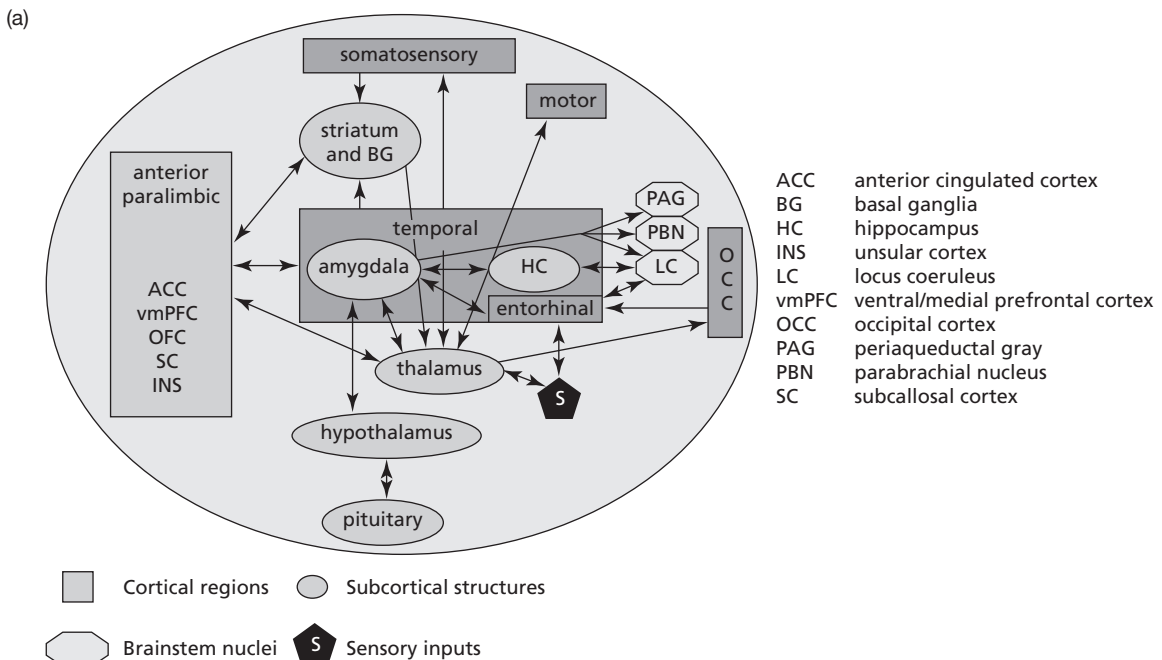 (a)
somatosensory
motor
striatum
and BG
anterior
paralimbic
ACC
vmPFC
OFC
SC
INS
temporal
amygdala
HC
entorhinal
PAG
PBN
LC
O
C
C
thalamus
S
hypothalamus
pituitary
ACC anterior cingulated cortex
BG basal ganglia
HC hippocampus
INS unsular cortex
LC locus coeruleus
vmPFC ventral/medial prefrontal cortex
OCC occipital cortex
PAG periaqueductal gray
PBN parabrachial nucleus
SC subcallosal cortex
Cortical regions
Subcortical structures
Brainstem nuclei
S Sensory inputs